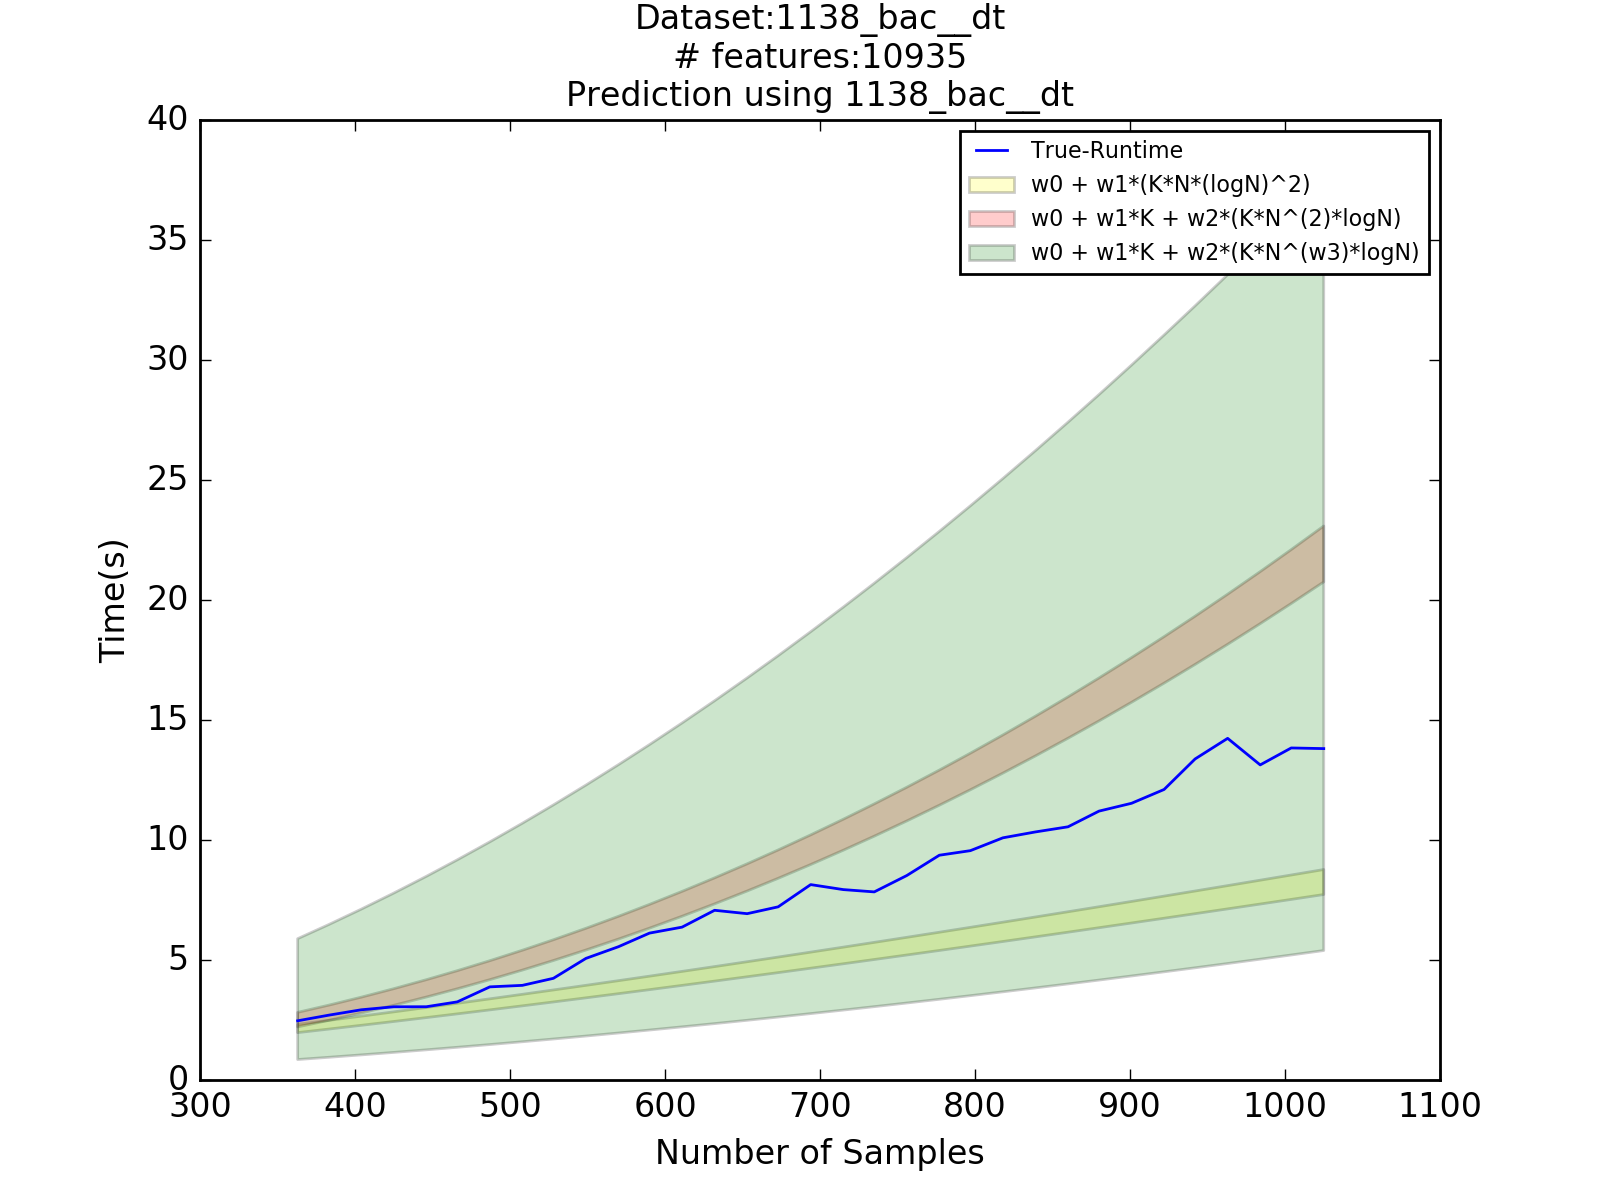 Dataset:1138_bac__dt
# features:10935
Prediction using 1138_bac__dt
40
35
30
25
20
15
10
5
0
Time(s)
True-Runtime
w0 + w1*(K*N*(logN)^2)
w0 + w1*K + w2*(K*N^(2)*logN)
w0 + w1*K + w2*(K*N^(w3)*logN)
300 400 500 600 700 800 900 1000 1100
Number of Samples